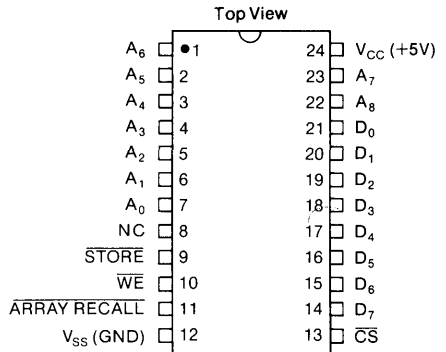 Top View
A6 1 24 VCC (+5V)
A5 2 23 A7
A4 3 22 A8
A3 4 21 D0
A2 5 20 D1
A1 6 19 D2
A0 7 18 D3
NC 8 17 D4
STORE 9 16 D5
WE 10 15 D6
ARRAY RECALL 11 14 D7
VSS (GND) 12 13 CS